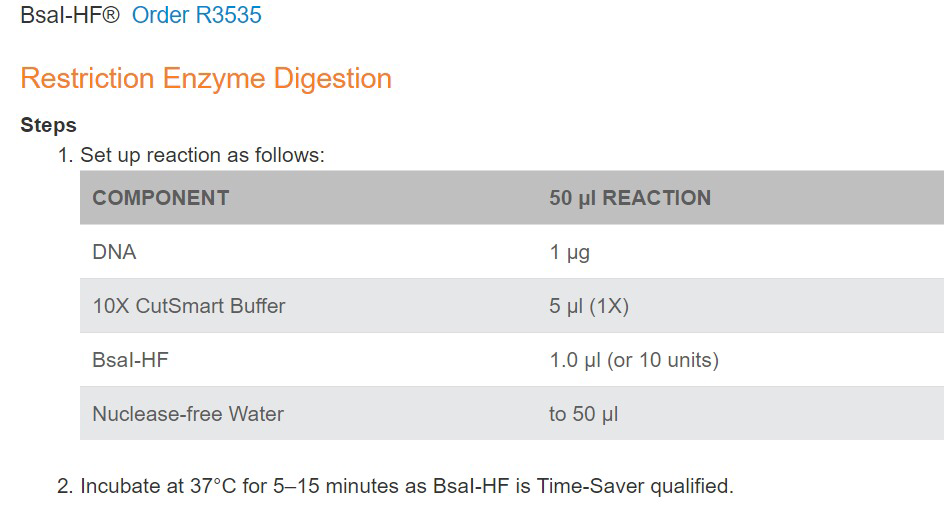 BsaI-HF® Order R3535
Restriction Enzyme Digestion
Steps
1. Set up reaction as follows:
COMPONENT 50 µl REACTION
DNA 1 µg
10X CutSmart Buffer 5 µl (1X)
BsaI-HF 1.0 µl (or 10 units)
Nuclease-free Water to 50 µl
2. Incubate at 37°C for 5–15 minutes as BsaI-HF is Time-Saver qualified.